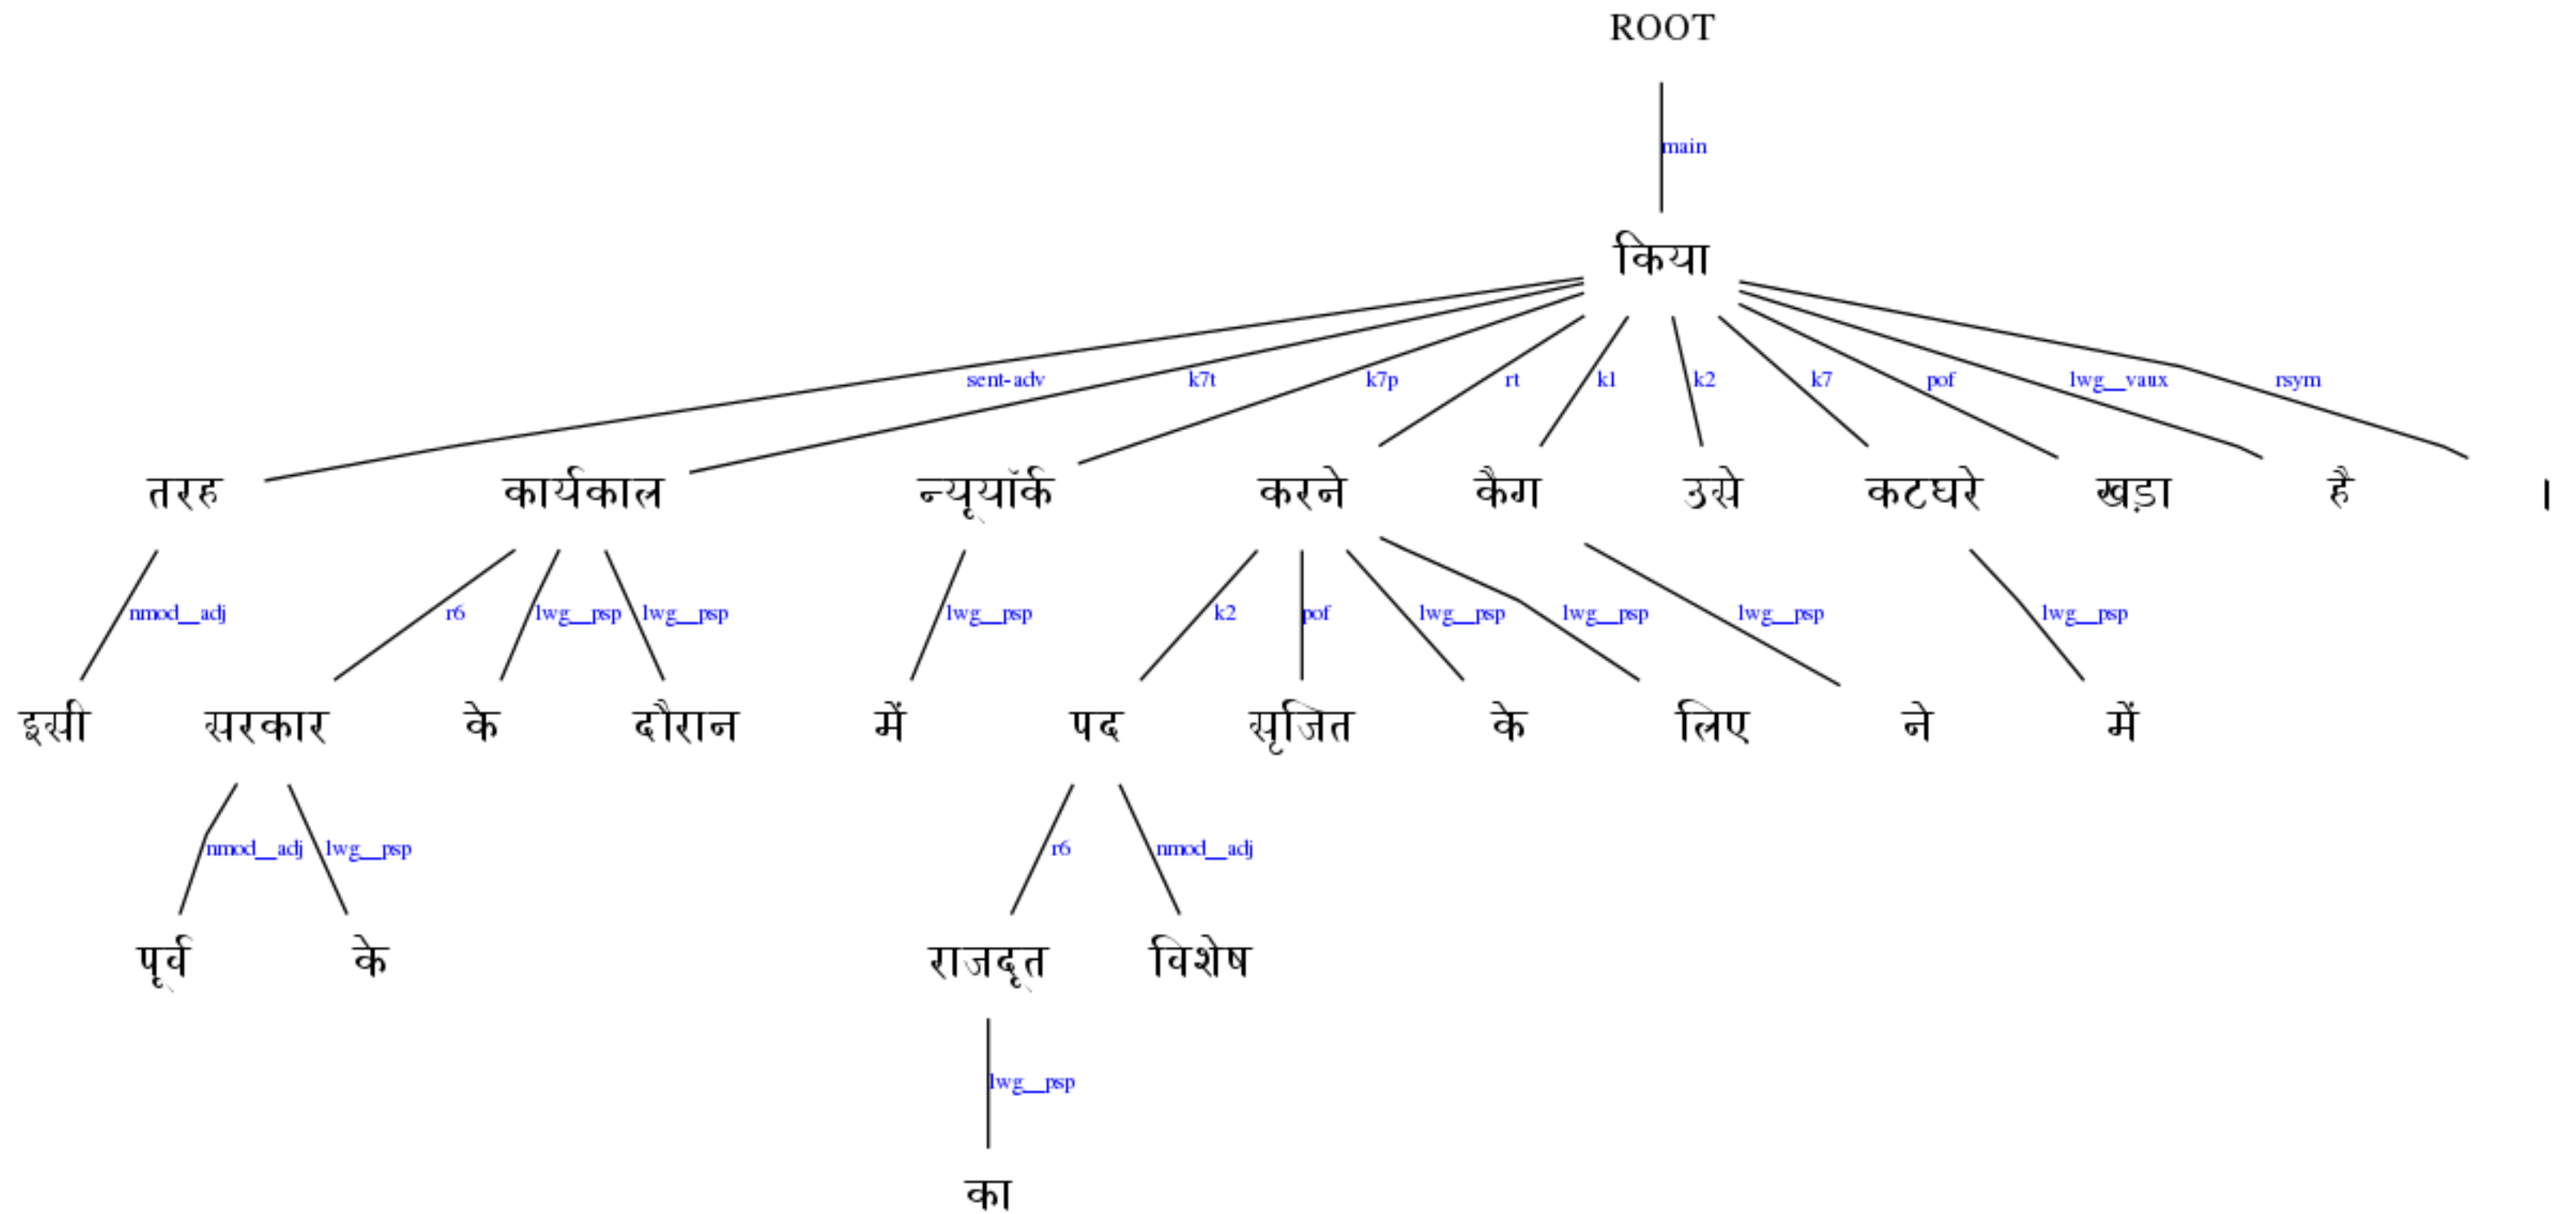 ROOT
main
किया
sent-adv k7t k7p rt k1 k2 k7 pof lwg__vaux rsym
तरह कार्यकाल न्यूयॉर्क करने कैग उसे कटघरे खड़ा है ।
nmod__adj r6 lwg__psp lwg__psp lwg__psp k2 pof lwg__psp lwg__psp lwg__psp lwg__psp
इसी सरकार के दौरान में पद सृजित के लिए ने में
nmod__adj lwg__psp r6 nmod__adj
पूर्व के राजदूत विशेष
lwg__psp
का